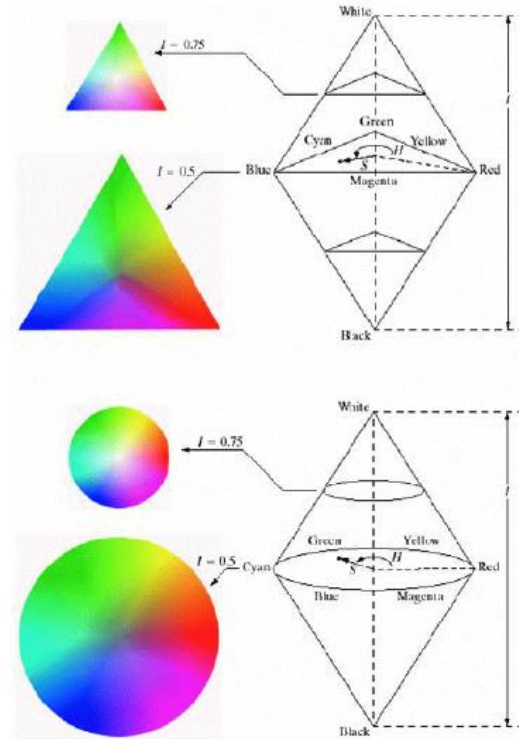 White
I = 0.75
I
Green
Cyan
Yellow
H
I = 0.5
S
Blue
Red
Magenta
Black
White
I = 0.75
I
Green
Yellow
I = 0.5
H
S
Cyan
Red
Blue
Magenta
Black